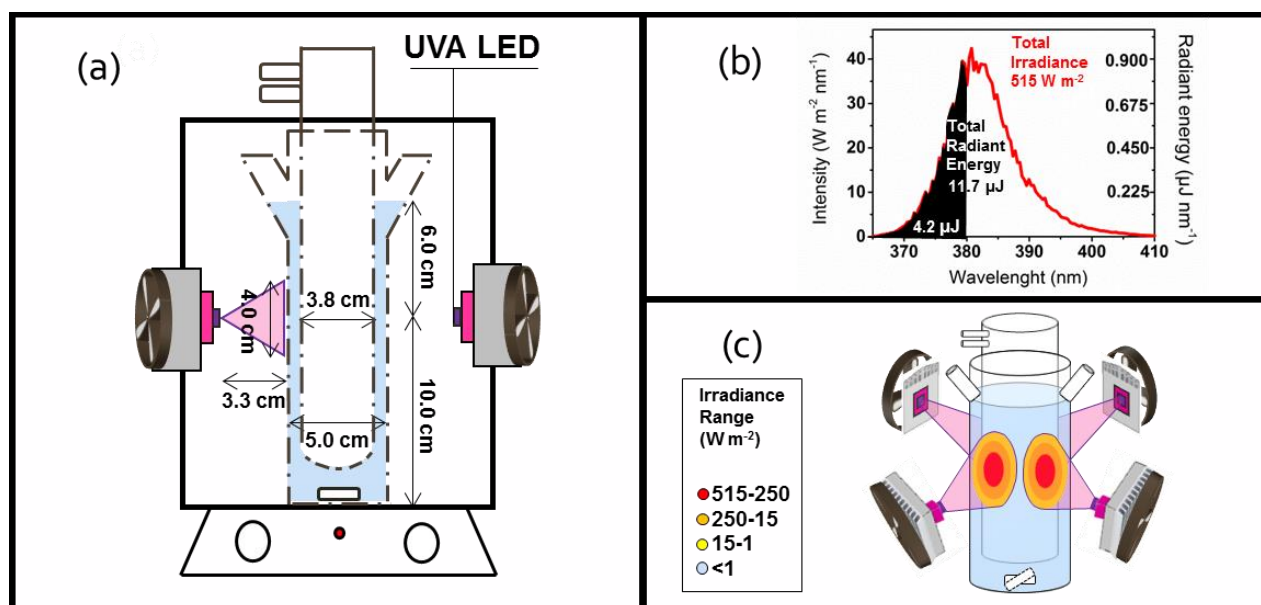 (a)
UVA LED
6.0 cm
3.8 cm
4.0 cm
3.3 cm
10.0 cm
5.0 cm
(b)
Total
Irradiance
515 W m-2
Intensity (W m-2 nm-1)
40
30
20
10
0
Total
Radiant
Energy
11.7 µJ
4.2 µJ
0.900
0.675
0.450
0.225
Radiant energy (µJ nm-1)
370 380 390 400 410
Wavelenght (nm)
(c)
Irradiance
Range
(W m-2)
515-250
250-15
15-1
<1